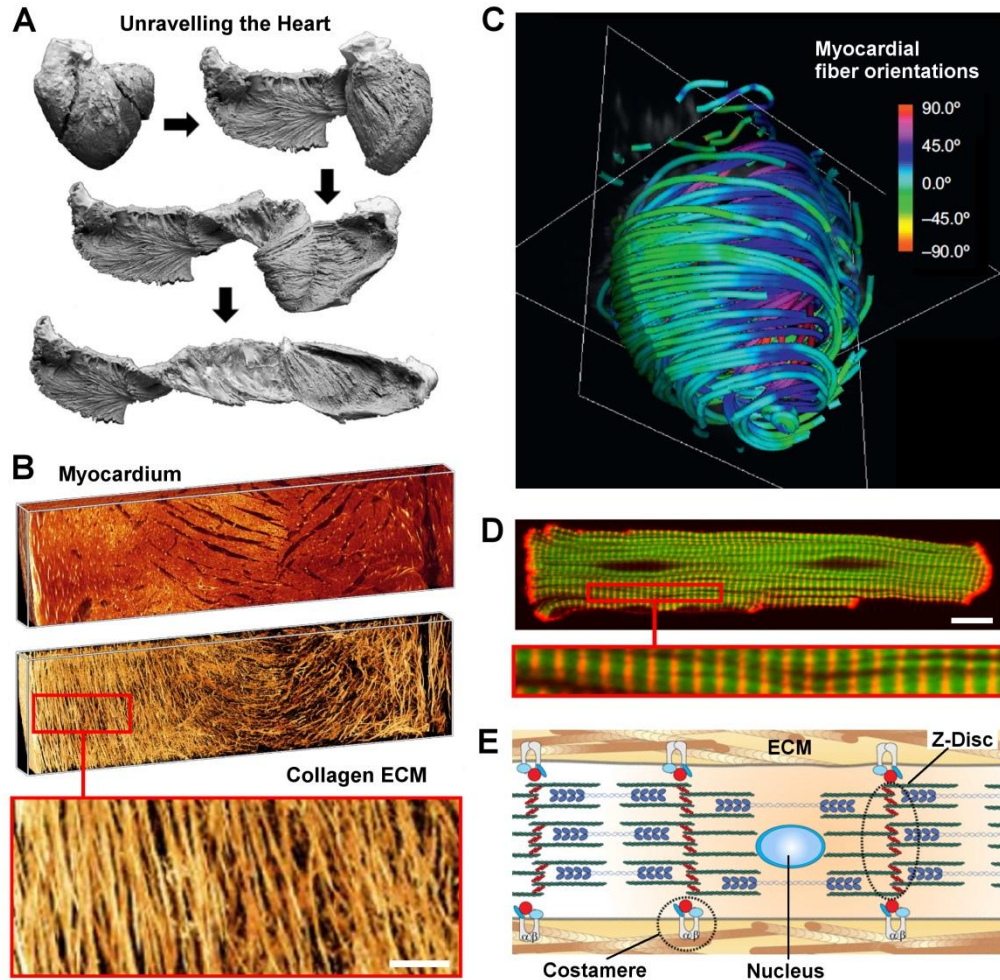 A
Unravelling the Heart
B
Myocardium
Collagen ECM
C
Myocardial
fiber orientations
90.0º
45.0º
0.0º
−45.0º
−90.0º
D
E
ECM
Z-Disc
αβ
αβ
αβ
Costamere
Nucleus